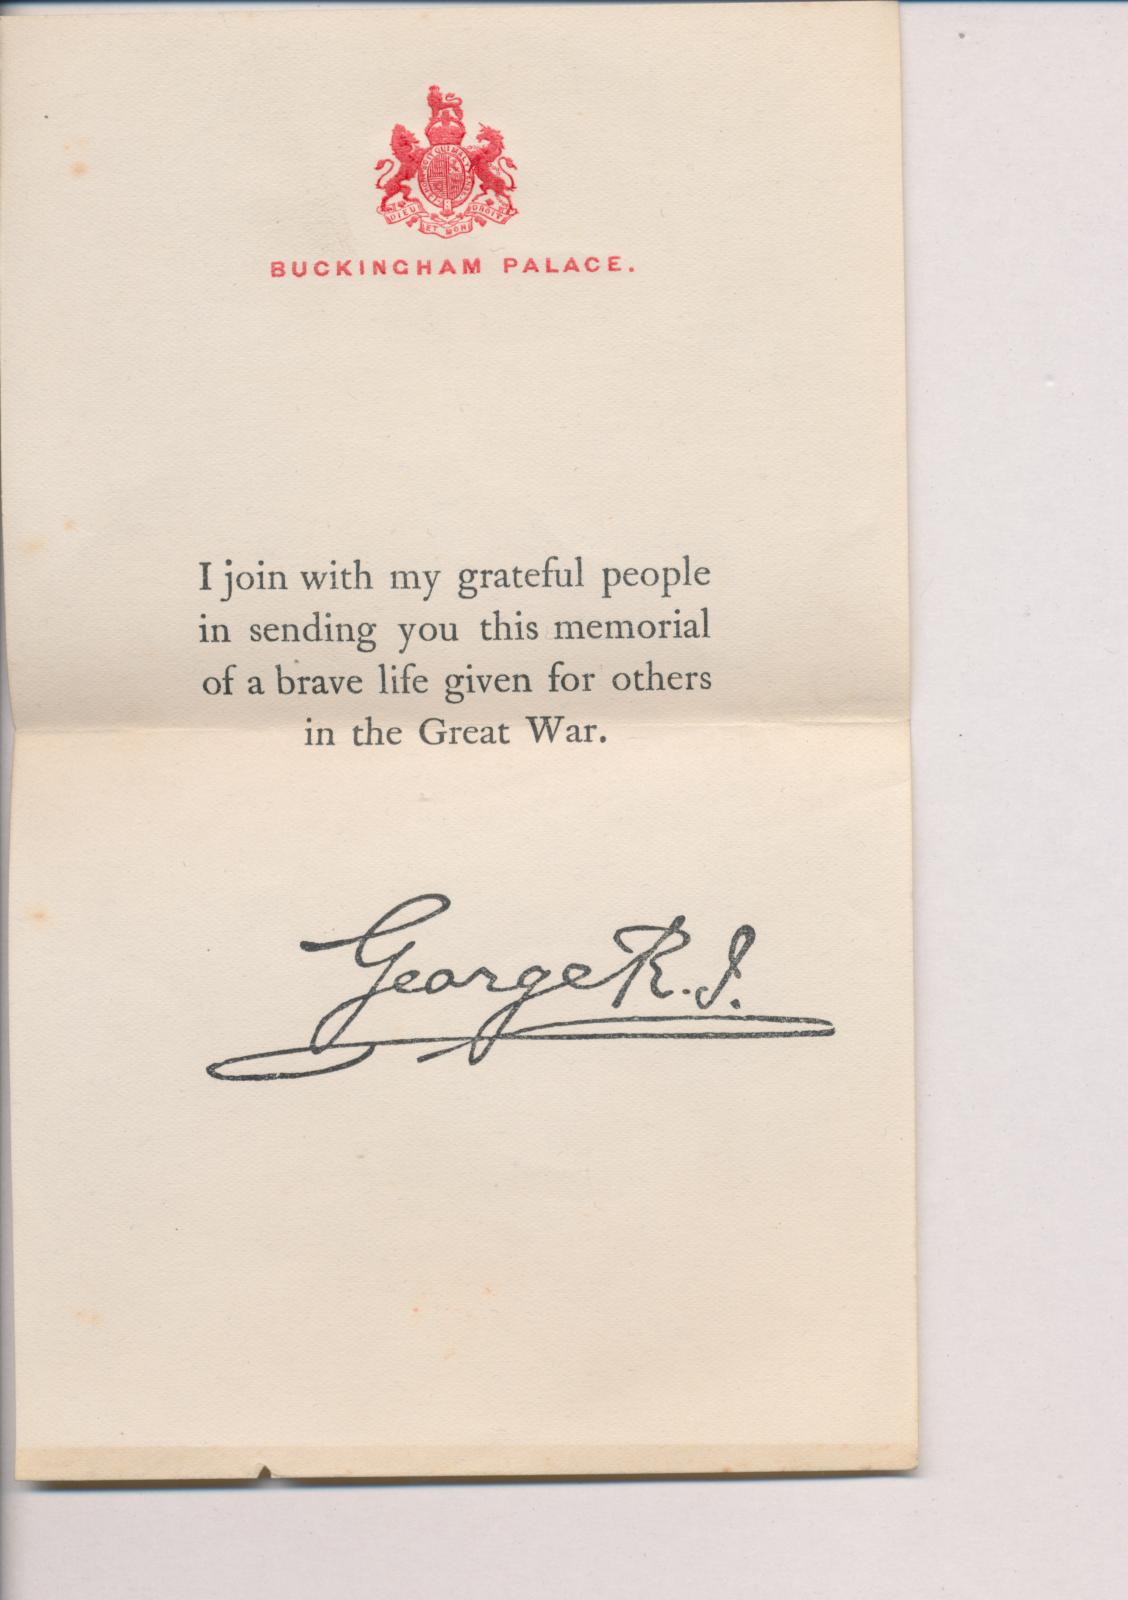 DIEU ET MON DROIT
BUCKINGHAM PALACE.
I join with my grateful people
in sending you this memorial
of a brave life given for others
in the Great War.
George R.I.